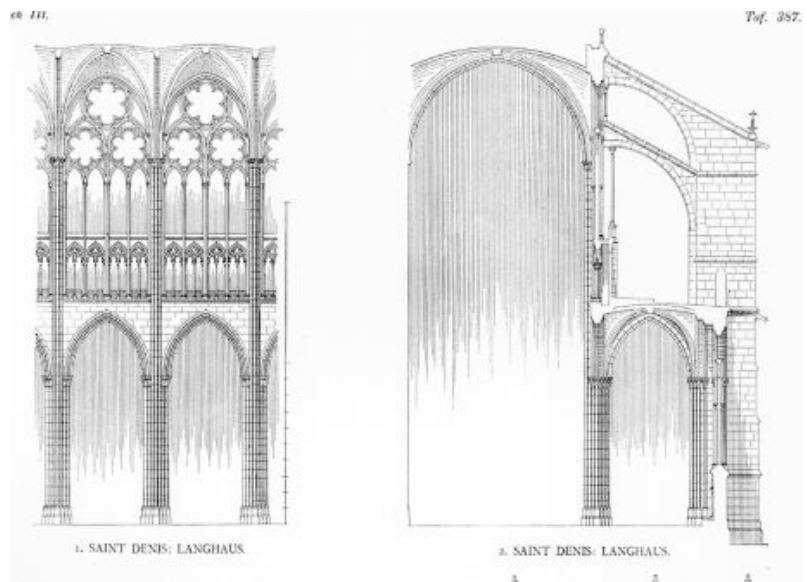 Taf. 387.
1. SAINT DENIS: LANGHAUS.
2. SAINT DENIS: LANGHAUS.